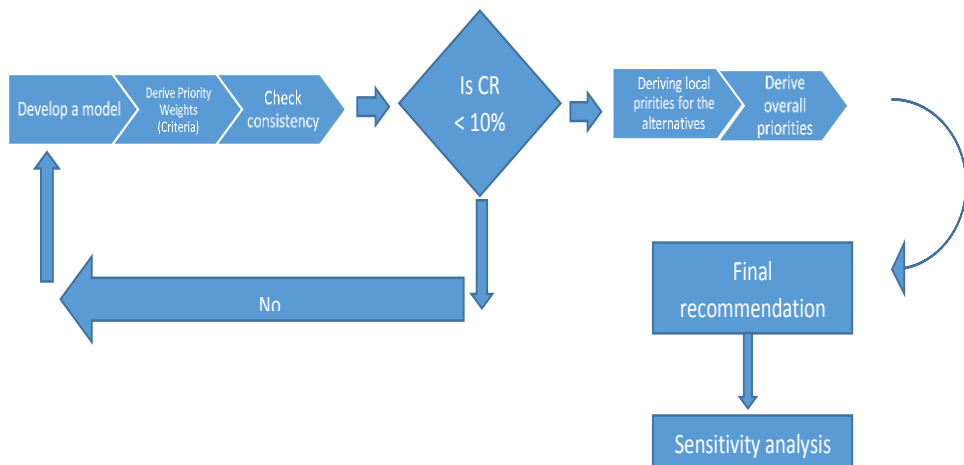 Develop a model
Derive Priority
Weights
(Criteria)
Check
consistency
Is CR
< 10%
Deriving local
pririties for the
alternatives
Derive
overall
priorities
No
Final
recommendation
Sensitivity analysis